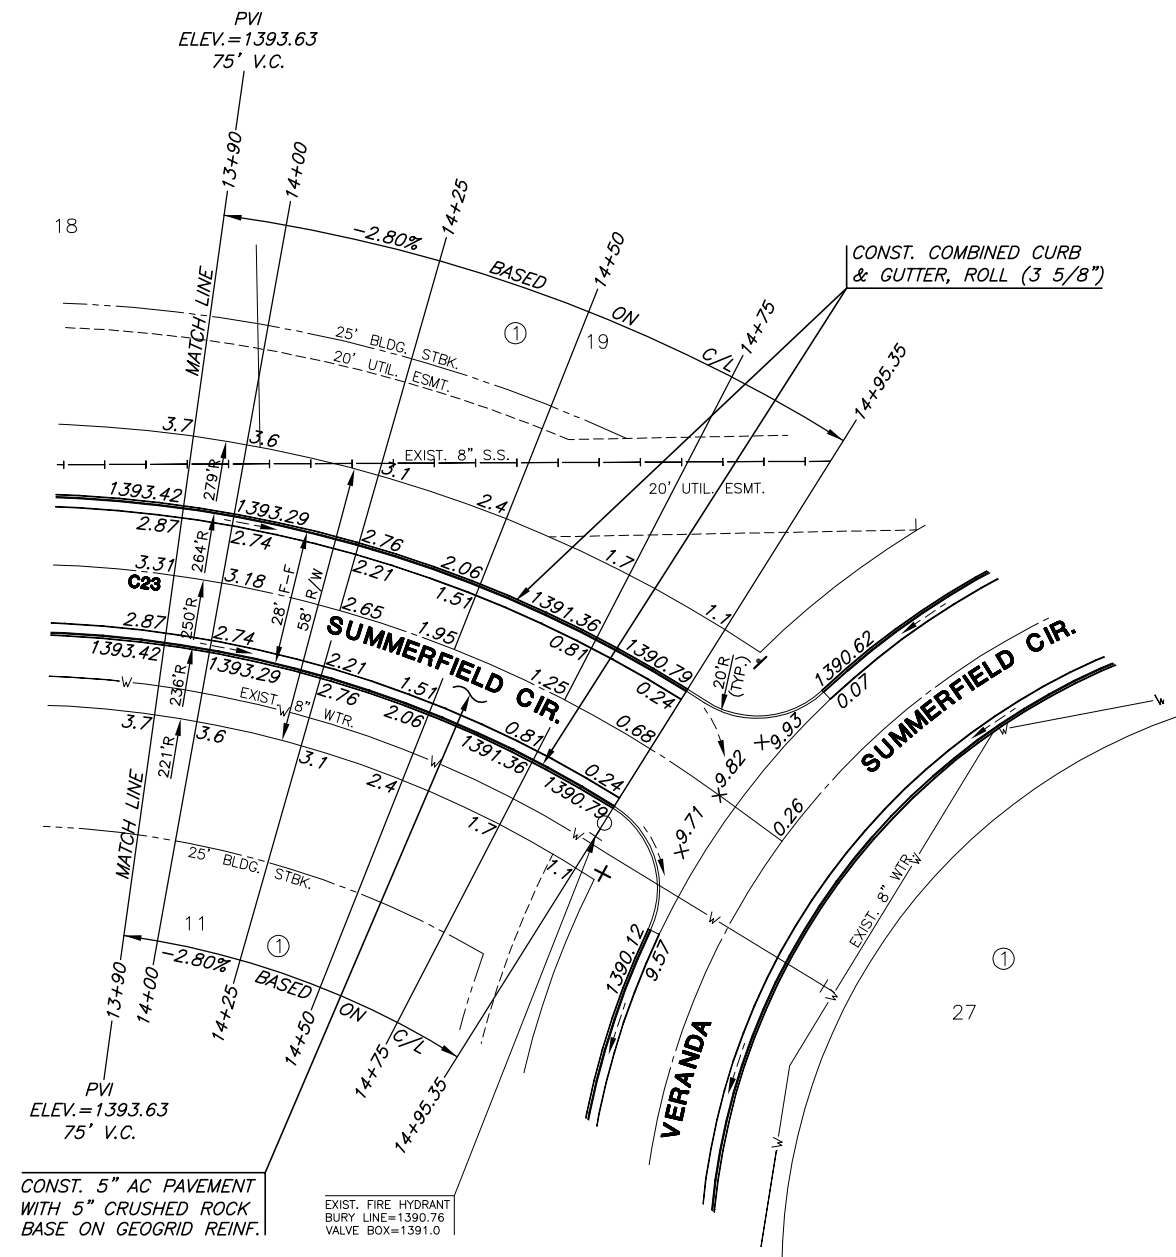 PVI
ELEV.=1393.63
75' V.C.
13+90
14+00
14+25
14+50
14+75
14+95.35
18
-2.80%
BASED
ON
C/L
CONST. COMBINED CURB
& GUTTER, ROLL (3 5/8")
MATCH LINE
25' BLDG. STBK.
20' UTIL. ESMT.
1
19
3.7
3.6
3.1
2.4
1.7
1.1
EXIST. 8" S.S.
20' UTIL. ESMT.
279'R
1393.42
1393.29
2.76
2.06
1391.36
1390.79
2.87
2.74
2.21
1.51
0.81
0.24
264'R
28' F-F
58' R/W
20'R
(TYP.)
1390.62
0.07
3.31
3.18
2.65
1.95
1.25
0.68
0.26
C23
250'R
SUMMERFIELD CIR.
SUMMERFIELD CIR.
9.93
9.82
9.71
2.87
2.74
2.21
1.51
0.81
0.24
1393.42
1393.29
2.76
2.06
1391.36
1390.79
236'R
W
EXIST. 8" WTR.
W
W
W
W
W
W
W
W
W
W
EXIST. 8" WTR.
3.7
3.6
3.1
2.4
1.7
1.1
221'R
MATCH LINE
25' BLDG. STBK.
11
1
1390.12
9.57
VERANDA
1
27
-2.80%
BASED
ON
C/L
13+90
14+00
14+25
14+50
14+75
14+95.35
PVI
ELEV.=1393.63
75' V.C.
CONST. 5" AC PAVEMENT
WITH 5" CRUSHED ROCK
BASE ON GEOGRID REINF.
EXIST. FIRE HYDRANT
BURY LINE=1390.76
VALVE BOX=1391.0